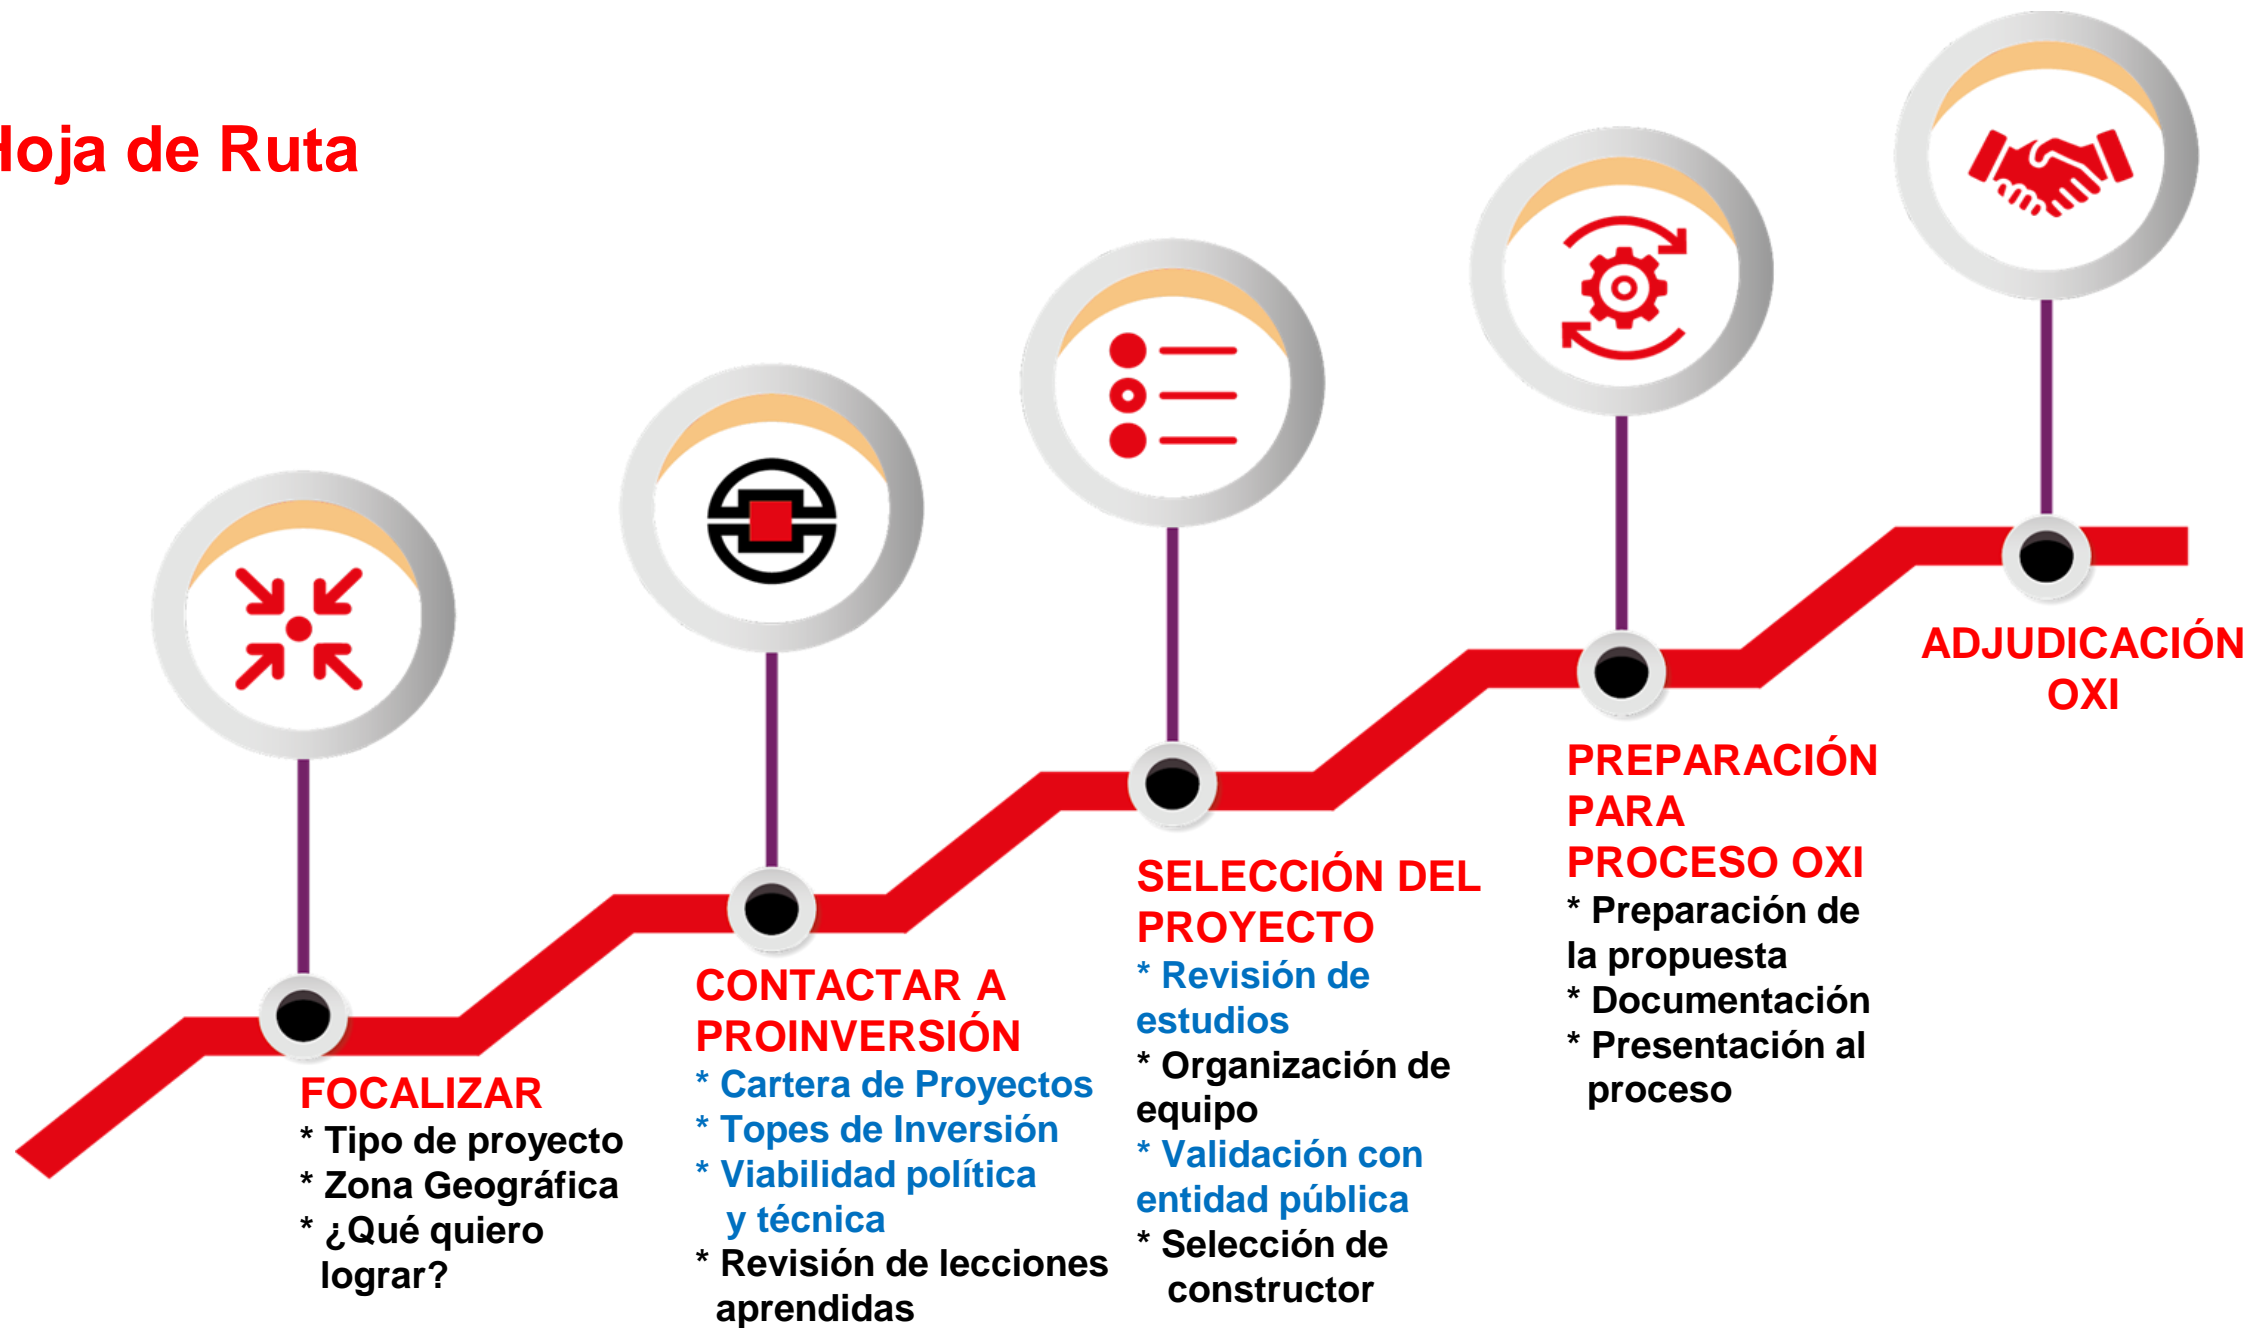 Hoja de Ruta
FOCALIZAR
* Tipo de proyecto
* Zona Geográfica
* ¿Qué quiero
lograr?
CONTACTAR A
PROINVERSIÓN
* Cartera de Proyectos
* Topes de Inversión
* Viabilidad política
y técnica
* Revisión de lecciones
aprendidas
SELECCIÓN DEL
PROYECTO
* Revisión de
estudios
* Organización de
equipo
* Validación con
entidad pública
* Selección de
constructor
PREPARACIÓN
PARA
PROCESO OXI
* Preparación de
la propuesta
* Documentación
* Presentación al
proceso
ADJUDICACIÓN
OXI